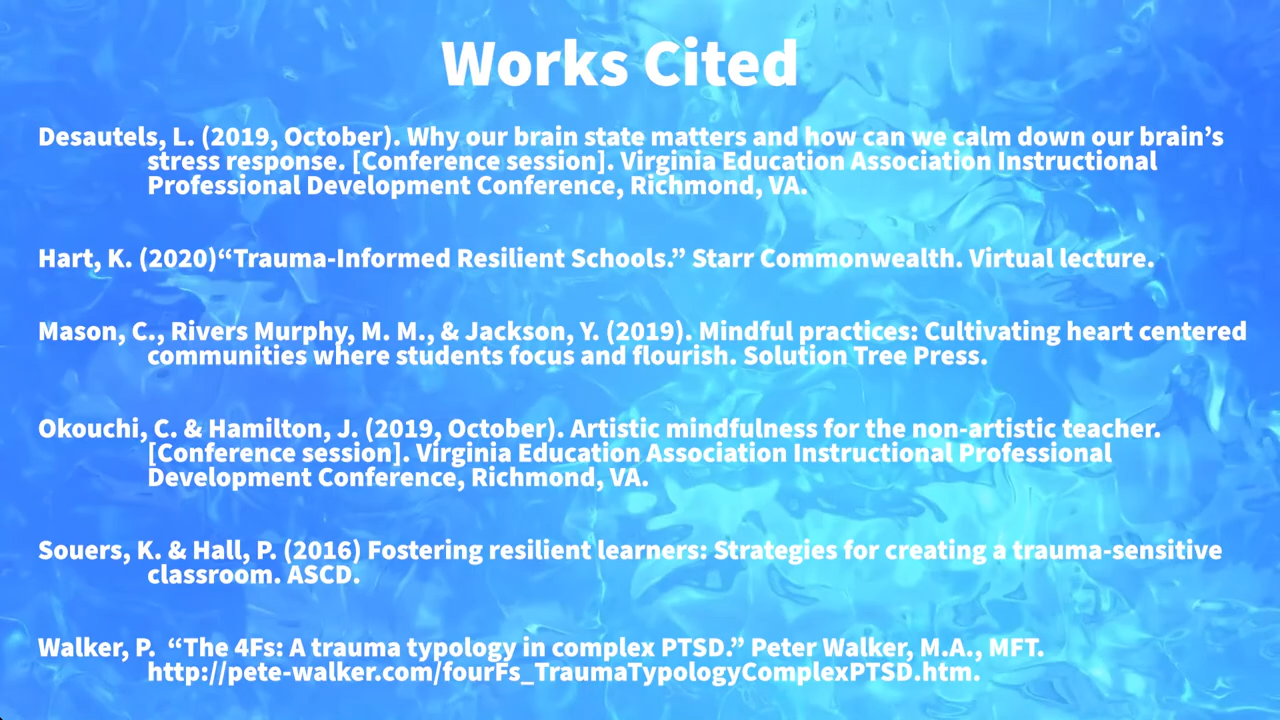 Works Cited
Desautels, L. (2019, October). Why our brain state matters and how can we calm down our brain’s
stress response. [Conference session]. Virginia Education Association Instructional
Professional Development Conference, Richmond, VA.
Hart, K. (2020)“Trauma-Informed Resilient Schools.” Starr Commonwealth. Virtual lecture.
Mason, C., Rivers Murphy, M. M., & Jackson, Y. (2019). Mindful practices: Cultivating heart centered
communities where students focus and flourish. Solution Tree Press.
Okouchi, C. & Hamilton, J. (2019, October). Artistic mindfulness for the non-artistic teacher.
[Conference session]. Virginia Education Association Instructional Professional
Development Conference, Richmond, VA.
Souers, K. & Hall, P. (2016) Fostering resilient learners: Strategies for creating a trauma-sensitive
classroom. ASCD.
Walker, P.  “The 4Fs: A trauma typology in complex PTSD.” Peter Walker, M.A., MFT.
http://pete-walker.com/fourFs_TraumaTypologyComplexPTSD.htm.